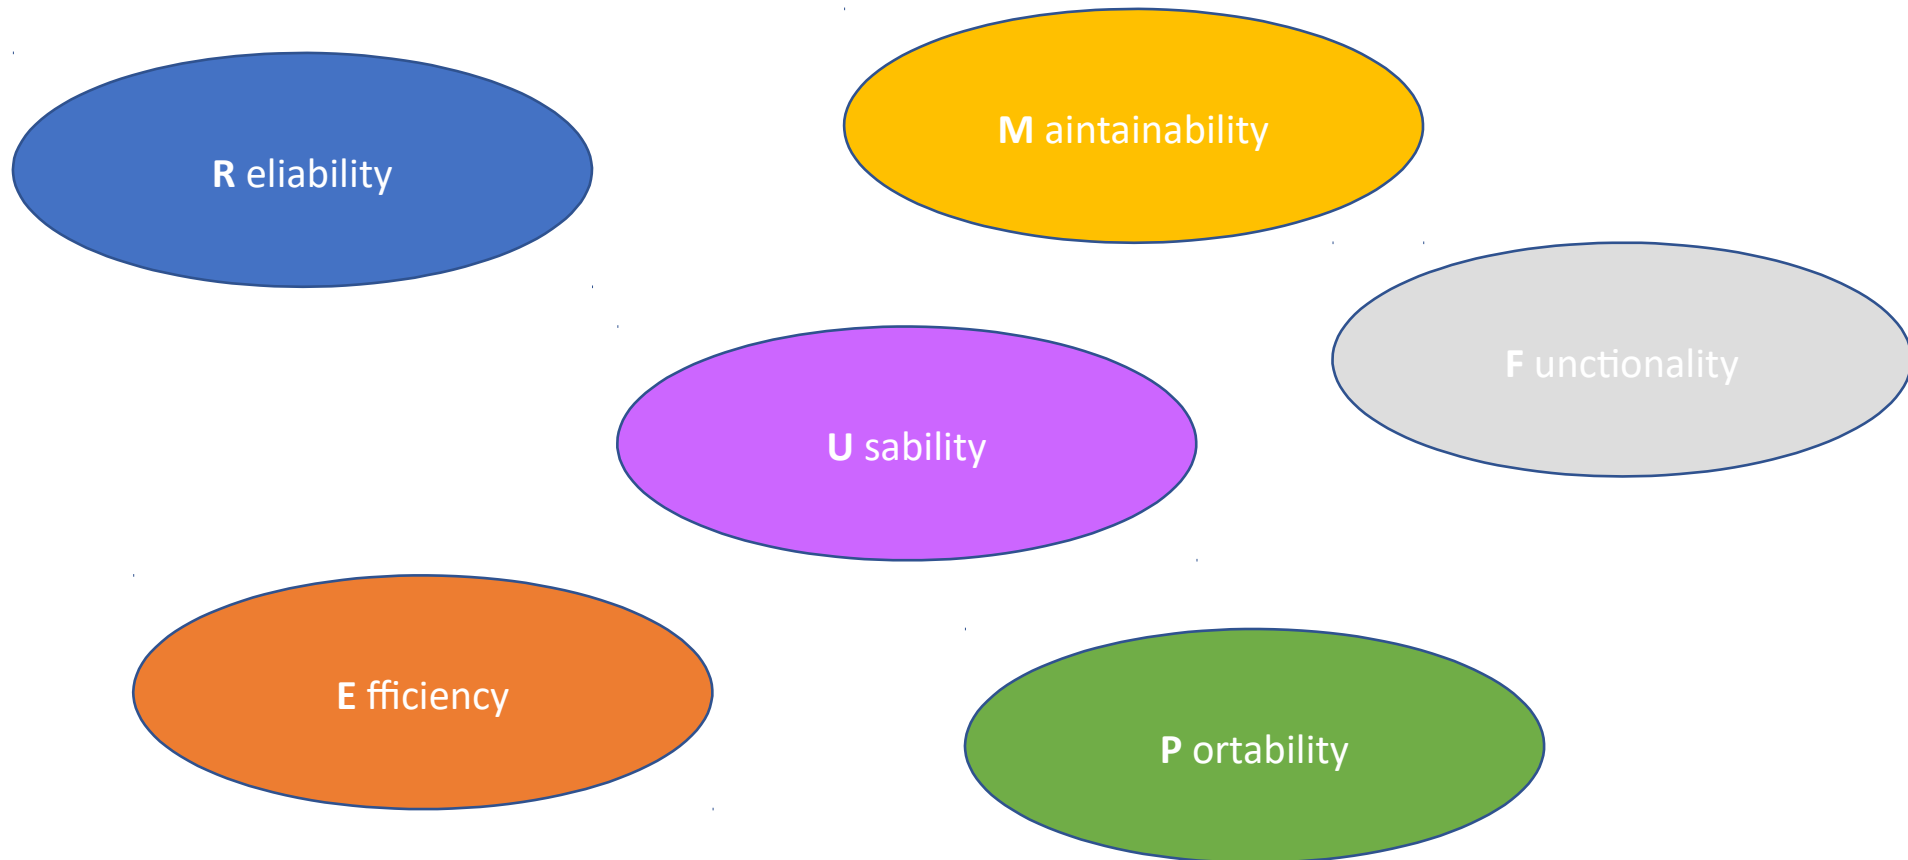 M aintainability
R eliability
F unctionality
U sability
E fficiency
P ortability